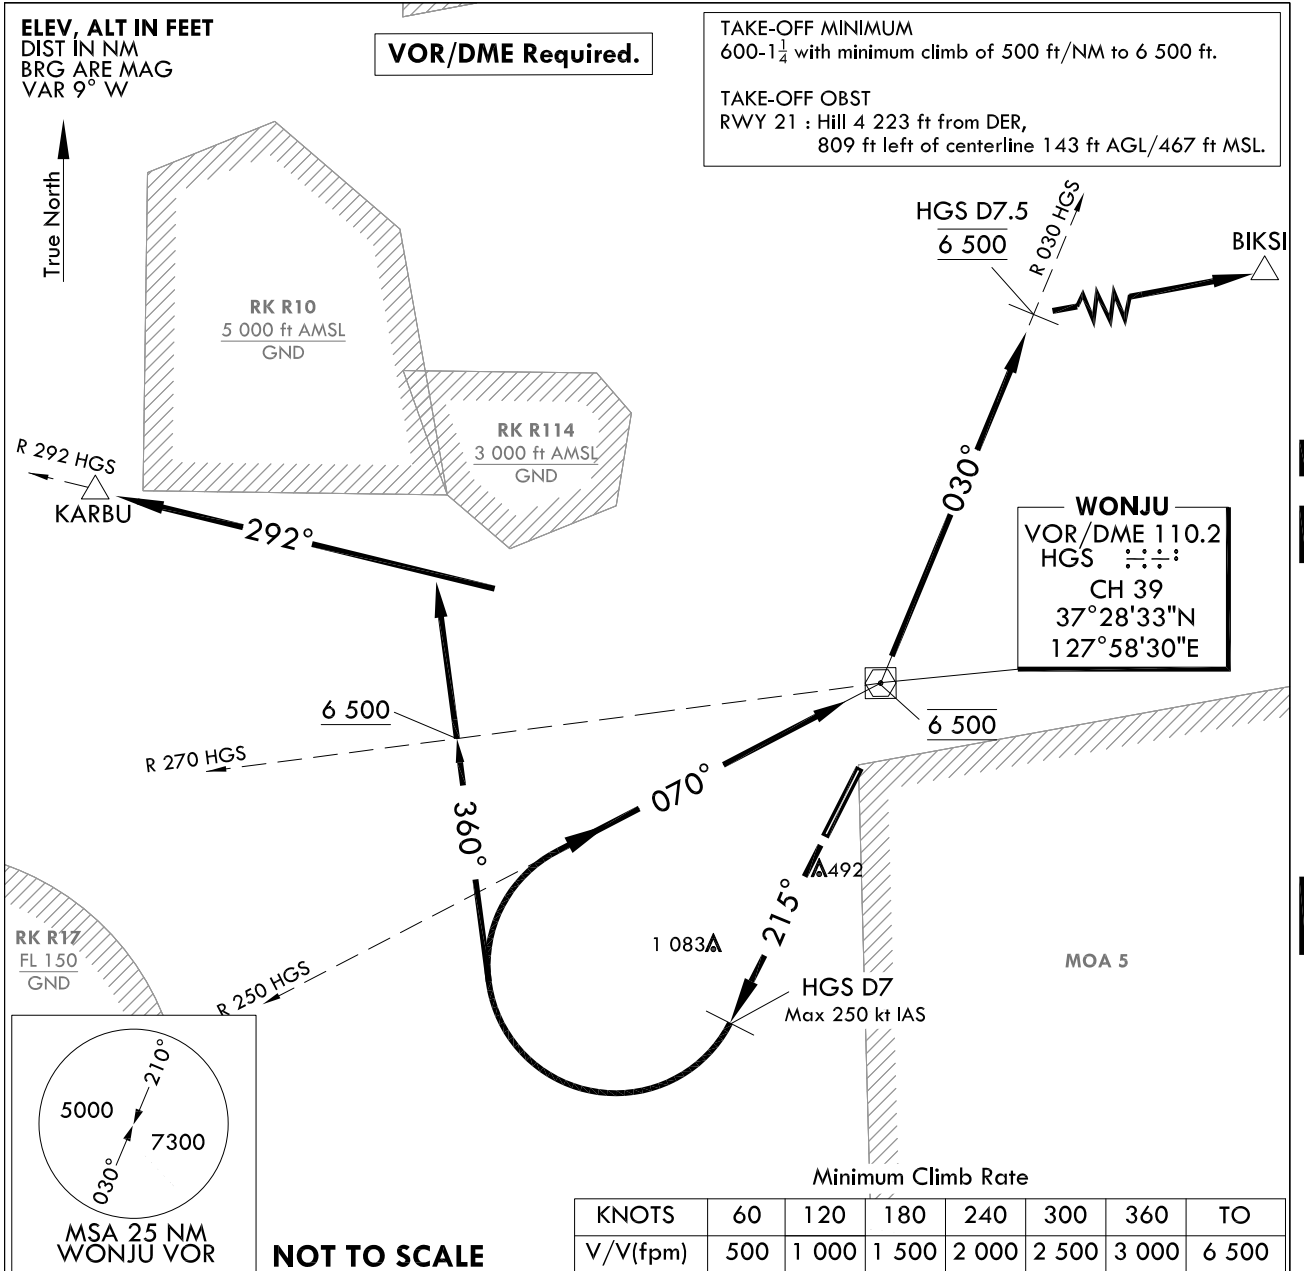 ELEV, ALT IN FEET
DIST IN NM
BRG ARE MAG
VAR 9° W
True North
VOR/DME Required.
TAKE-OFF MINIMUM
600-1¼ with minimum climb of 500 ft/NM to 6 500 ft.
TAKE-OFF OBST
RWY 21 : Hill 4 223 ft from DER,
809 ft left of centerline 143 ft AGL/467 ft MSL.
HGS D7.5
6 500
R 030 HGS
BIKSI
RK R10
5 000 ft AMSL
GND
RK R114
3 000 ft AMSL
GND
R 292 HGS
KARBU
292°
030°
WONJU
VOR/DME 110.2
HGS
CH 39
37°28'33"N
127°58'30"E
6 500
6 500
R 270 HGS
070°
360°
492
215°
1 083
R 250 HGS
HGS D7
Max 250 kt IAS
MOA 5
RK R17
FL 150
GND
210°
5000
7300
030°
MSA 25 NM
WONJU VOR
NOT TO SCALE
Minimum Climb Rate
KNOTS 60 120 180 240 300 360 TO
V/V(fpm) 500 1 000 1 500 2 000 2 500 3 000 6 500